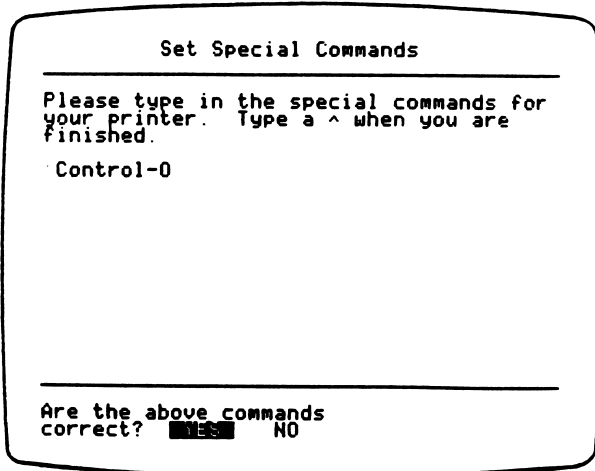 Set Special Commands
Please type in the special commands for
your printer. Type a ^ when you are
finished.
Control-O
Are the above commands
correct? YES NO